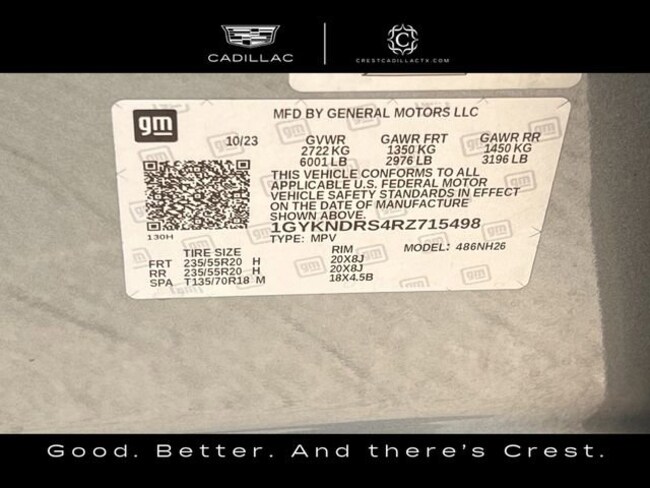 CADILLAC
CRESTCADILLACTX.COM
gm
MFD BY GENERAL MOTORS LLC
10/23 GVWR GAWR FRT GAWR RR
2722 KG 1350 KG 1450 KG
6001 LB 2976 LB 3196 LB
THIS VEHICLE CONFORMS TO ALL
APPLICABLE U.S. FEDERAL MOTOR
VEHICLE SAFETY STANDARDS IN EFFECT
ON THE DATE OF MANUFACTURE
SHOWN ABOVE.
1GYKNDRS4RZ715498
130H
TYPE: MPV MODEL: 486NH26
TIRE SIZE RIM
FRT 235/55R20 H 20X8J
RR 235/55R20 H 20X8J
SPA T135/70R18 M 18X4.5B
Good. Better. And there's Crest.